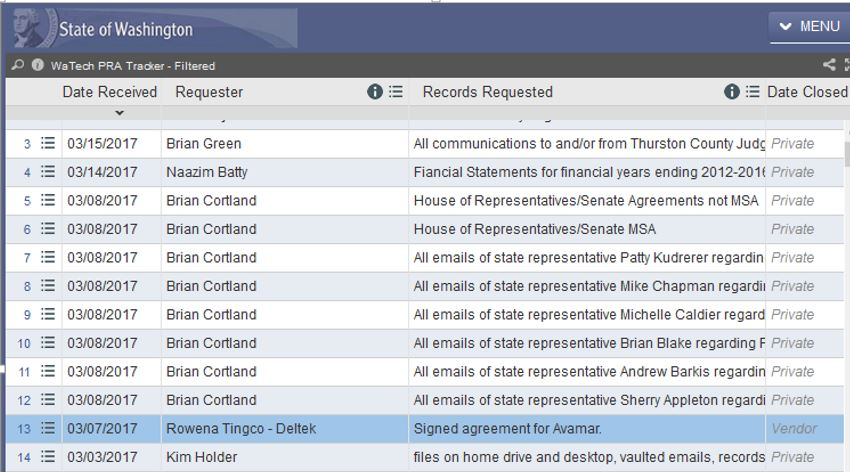 State of Washington
MENU
WaTech PRA Tracker - Filtered
Date Received Requester Records Requested Date Closed
3 03/15/2017 Brian Green All communications to and/or from Thurston County Judg Private
4 03/14/2017 Naazim Batty Fiancial Statements for financial years ending 2012-2016 Private
5 03/08/2017 Brian Cortland House of Representatives/Senate Agreements not MSA Private
6 03/08/2017 Brian Cortland House of Representatives/Senate MSA Private
7 03/08/2017 Brian Cortland All emails of state representative Patty Kudrerer regardin Private
8 03/08/2017 Brian Cortland All emails of state representative Mike Chapman regardi Private
9 03/08/2017 Brian Cortland All emails of state representative Michelle Caldier regard Private
10 03/08/2017 Brian Cortland All emails of state representative Brian Blake regarding Private
11 03/08/2017 Brian Cortland All emails of state representative Andrew Barkis regardin Private
12 03/08/2017 Brian Cortland All emails of state representative Sherry Appleton regardi Private
13 03/07/2017 Rowena Tingco - Deltek Signed agreement for Avamar. Vendor
14 03/03/2017 Kim Holder files on home drive and desktop, vaulted emails, records Private